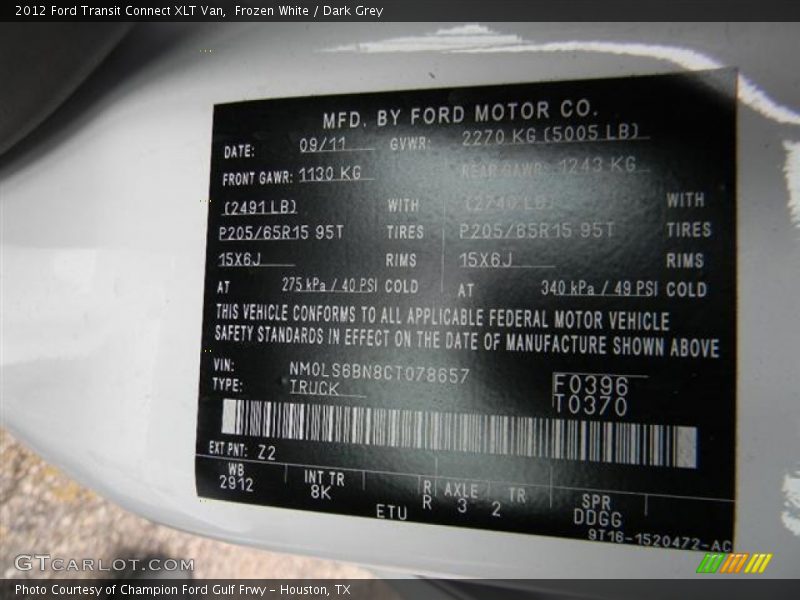 2012 Ford Transit Connect XLT Van,  Frozen White / Dark Grey
MFD. BY FORD MOTOR CO.
DATE: 09/11 GVWR: 2270 KG (5005 LB)
FRONT GAWR: 1130 KG REAR GAWR: 1243 KG
(2491 LB) WITH (2740 LB) WITH
P205/65R15 95T TIRES P205/65R15 95T TIRES
15X6J RIMS 15X6J RIMS
AT 275 kPa / 40 PSI COLD AT 340 kPa / 49 PSI COLD
THIS VEHICLE CONFORMS TO ALL APPLICABLE FEDERAL MOTOR VEHICLE
SAFETY STANDARDS IN EFFECT ON THE DATE OF MANUFACTURE SHOWN ABOVE
VIN: NM0LS6BN8CT078657
TYPE: TRUCK
F0396
T0370
EXT PNT: Z2
WB INT TR R AXLE TR SPR
2912 8K R 3 2 DDGG
ETU
9T16-1520472-AC
GTCARLOT.COM
Photo Courtesy of Champion Ford Gulf Frwy - Houston, TX